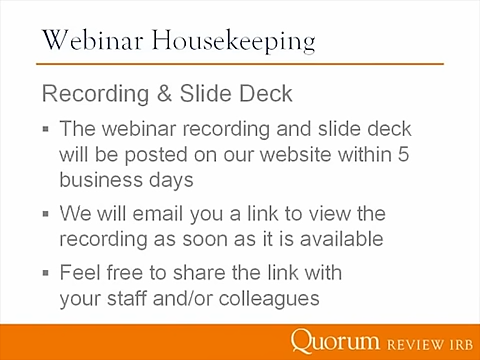 Webinar Housekeeping
Recording & Slide Deck
▪ The webinar recording and slide deck
will be posted on our website within 5
business days
▪ We will email you a link to view the
recording as soon as it is available
▪ Feel free to share the link with
your staff and/or colleagues
Quorum REVIEW IRB